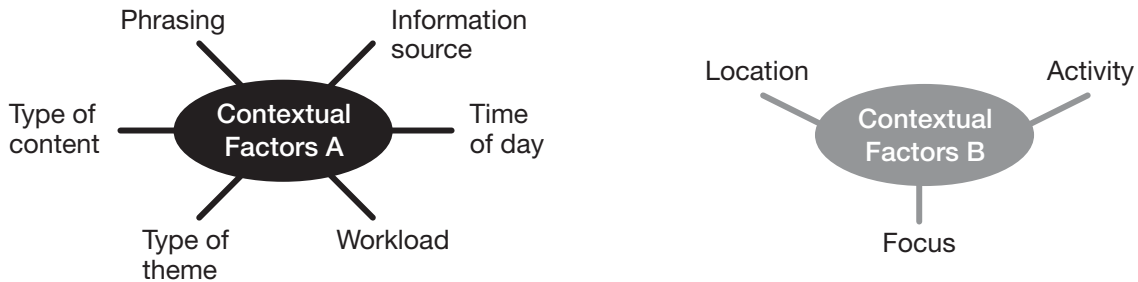 Phrasing
Information
source
Type of
content
Contextual
Factors A
Time
of day
Type of
theme
Workload
Location
Activity
Contextual
Factors B
Focus